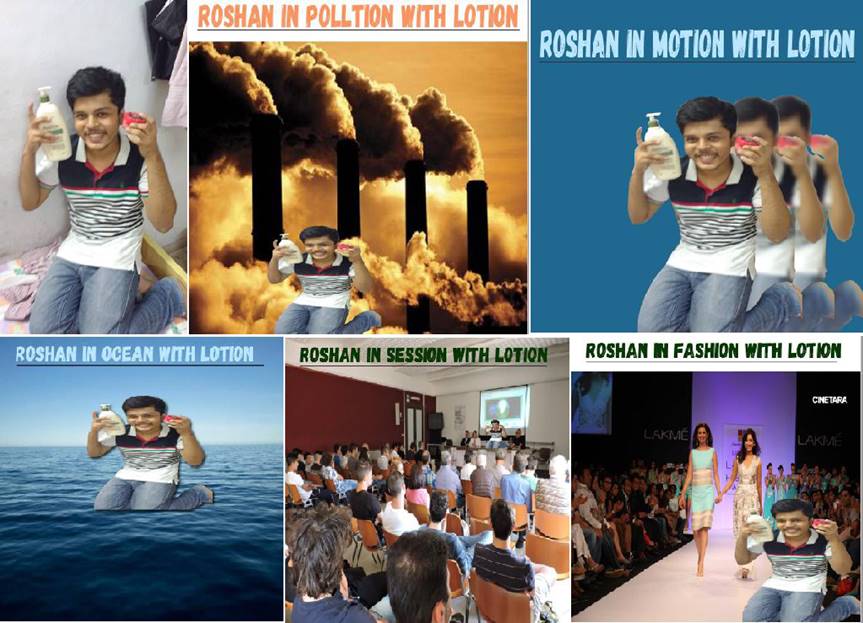 ROSHAN IN POLLTION WITH LOTION
ROSHAN IN MOTION WITH LOTION
ROSHAN IN OCEAN WITH LOTION
ROSHAN IN SESSION WITH LOTION
ROSHAN IN FASHION WITH LOTION
CINETARA
LAKMÉ
LAKMÉ